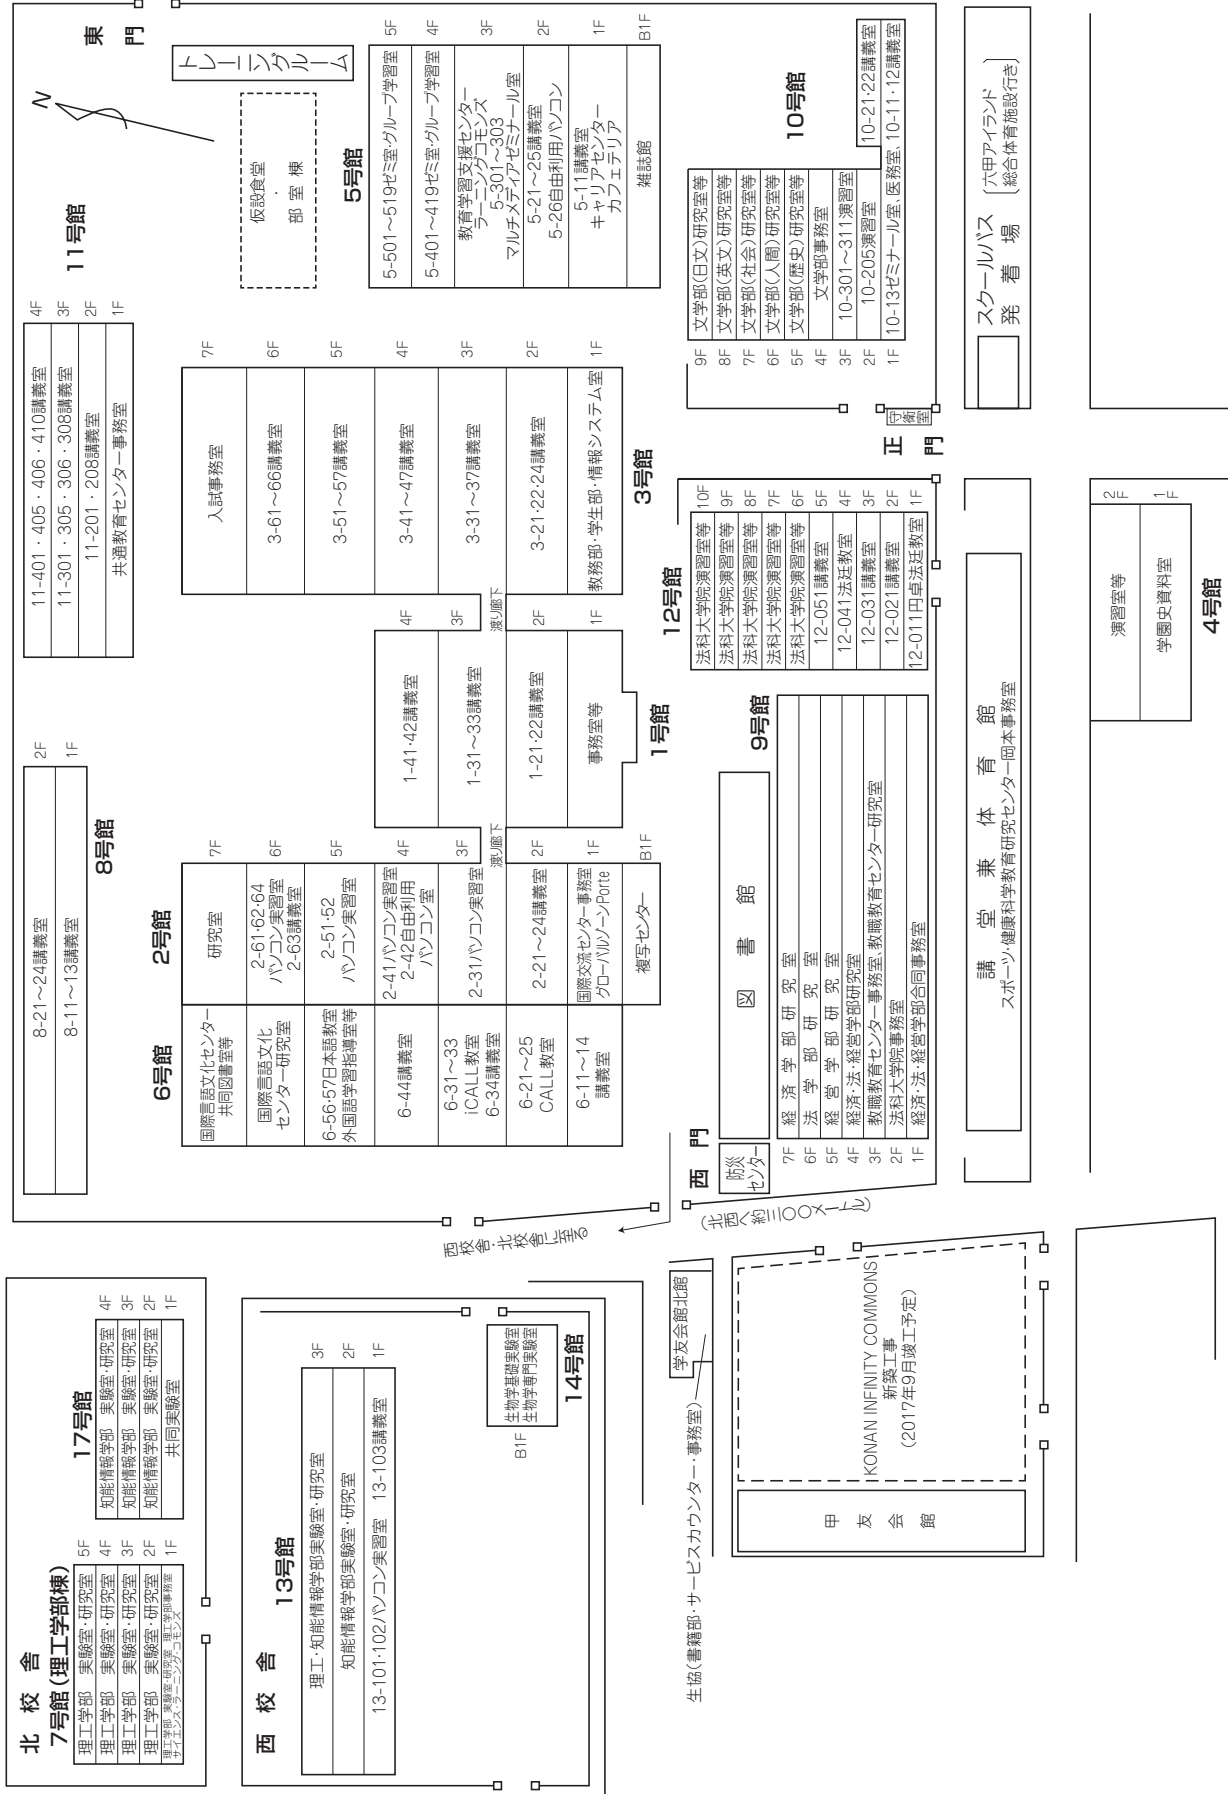 北校舎
7号館(理工学部棟)
理工学部 実験室・研究室 5F
理工学部 実験室・研究室 4F
理工学部 実験室・研究室 3F
理工学部 実験室・研究室 2F
理工学部 実験室・研究室 理工学部事務室
サイエンス・ラーニング・コモンズ
1F
17号館
知能情報学部 実験室・研究室 4F
知能情報学部 実験室・研究室 3F
知能情報学部 実験室・研究室 2F
共同実験室 1F
西校舎
13号館
理工・知能情報学部実験室・研究室 3F
知能情報学部実験室・研究室 2F
13-101・102パソコン実習室 13-103講義室 1F
14号館
生物学基礎実験室
生物学専門実験室
B1F
8号館
8-21〜24講義室 2F
8-11〜13講義室 1F
11号館
11-401・405・406・410講義室 4F
11-301・305・306・308講義室 3F
11-201・208講義室 2F
共通教育センター事務室 1F
N
東門
トレーニングルーム
仮設食堂
・
部室棟
6号館
国際言語文化センター
共同図書室等
国際言語文化
センター研究室
6-56・57日本語教室
外国語学習指導室等
6-44講義室
6-31〜33
iCALL教室
6-34講義室
6-21〜25
CALL教室
6-11〜14
講義室
2号館
研究室 7F
2-61・62・64
パソコン実習室
2-63講義室
6F
2-51・52
パソコン実習室
5F
2-41パソコン実習室
2-42自由利用
パソコン室
4F
2-31パソコン実習室 3F
2-21〜24講義室 2F
国際交流センター事務室
グローバルゾーンPorte
1F
複写センター B1F
渡り廊下
1号館
1-41・42講義室 4F
1-31〜33講義室 3F
1-21・22講義室 2F
事務室等 1F
渡り廊下
3号館
入試事務室 7F
3-61〜66講義室 6F
3-51〜57講義室 5F
3-41〜47講義室 4F
3-31〜37講義室 3F
3-21・22・24講義室 2F
教務部・学生部・情報システム室 1F
5号館
5-501〜519ゼミ室・グループ学習室 5F
5-401〜419ゼミ室・グループ学習室 4F
教育学習支援センター
ラーニングコモンズ
5-301〜303
マルチメディアゼミナール室
3F
5-21〜25講義室
5-26自由利用パソコン
2F
5-11講義室
キャリアセンター
カフェテリア
1F
雑誌館 B1F
西校舎・北校舎に至る
(北西へ約三〇〇メートル)
西門
防災
センター
図書館
9号館
7F 経済学部研究室
6F 法学部研究室
5F 経営学部研究室
4F 経済・法・経営学部研究室
3F 教職教育センター事務室、教職教育センター研究室
2F 法科大学院事務室
1F 経済・法・経営学部合同事務室
12号館
法科大学院演習室等 10F
法科大学院演習室等 9F
法科大学院演習室等 8F
法科大学院演習室等 7F
法科大学院演習室等 6F
12-051講義室 5F
12-041法廷教室 4F
12-031講義室 3F
12-021講義室 2F
12-011円卓法廷教室 1F
10号館
9F 文学部(日文)研究室等
8F 文学部(英文)研究室等
7F 文学部(社会)研究室等
6F 文学部(人間)研究室等
5F 文学部(歴史)研究室等
4F 文学部事務室
3F 10-301〜311演習室
2F 10-205演習室 10-21・22講義室
1F 10-13ゼミナール室、医務室、10-11・12講義室
正門
守衛室
スクールバス
発着場
(六甲アイランド
総合体育施設行き)
講堂兼体育館
スポーツ・健康科学教育研究センター岡本事務室
4号館
演習室等 2F
学園史資料室 1F
学友会館北館
生協(書籍部・サービスカウンター・事務室)
KONAN INFINITY COMMONS
新築工事
(2017年9月竣工予定)
甲友会館